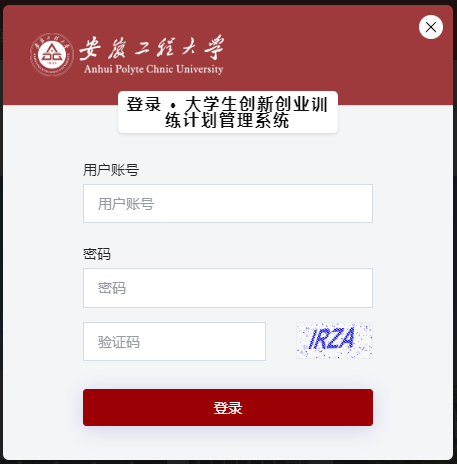 安徽工程大学
Anhui Polyte Chnic University
登录 • 大学生创新创业训
练计划管理系统
用户账号
用户账号
密码
密码
验证码
IRZA
登录